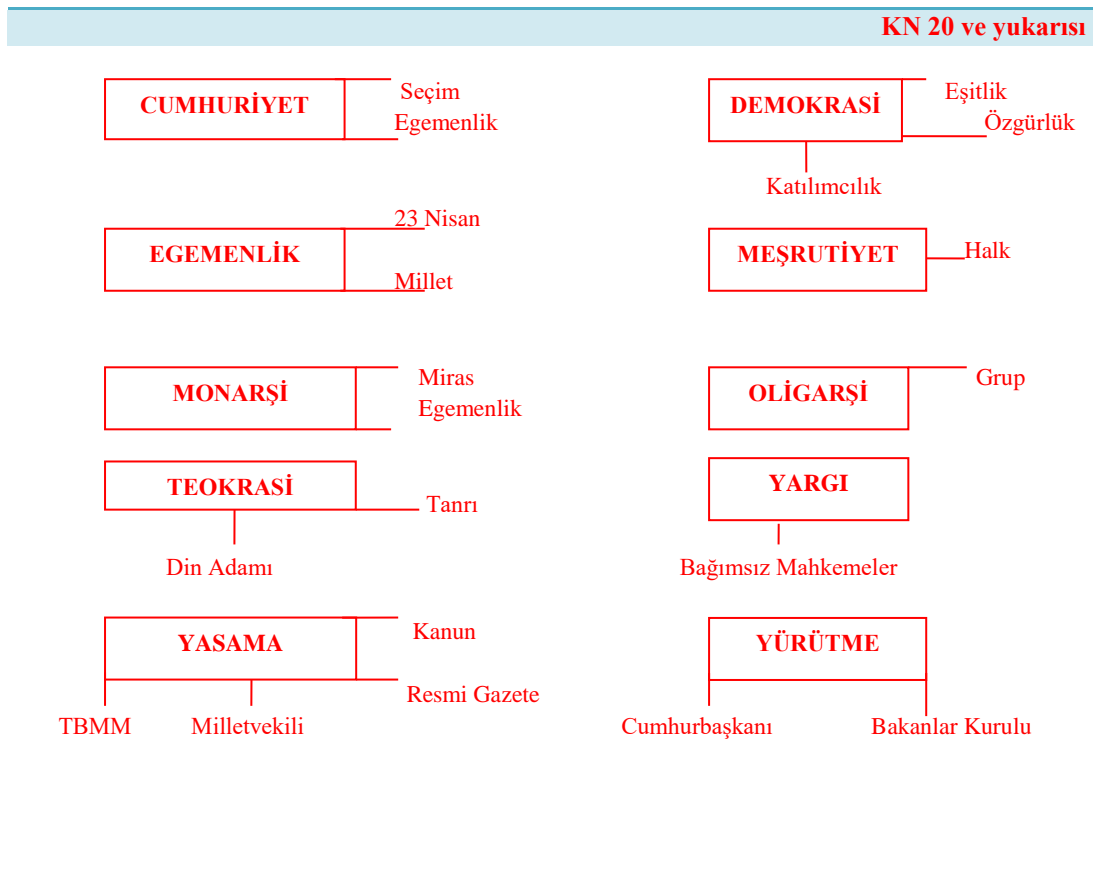 KN 20 ve yukarısı
CUMHURİYET
Seçim
Egemenlik
DEMOKRASİ
Eşitlik
Özgürlük
Katılımcılık
EGEMENLİK
23 Nisan
Millet
MEŞRUTİYET
Halk
MONARŞİ
Miras
Egemenlik
OLİGARŞİ
Grup
TEOKRASİ
Tanrı
Din Adamı
YARGI
Bağımsız Mahkemeler
YASAMA
Kanun
Resmi Gazete
TBMM
Milletvekili
YÜRÜTME
Cumhurbaşkanı
Bakanlar Kurulu